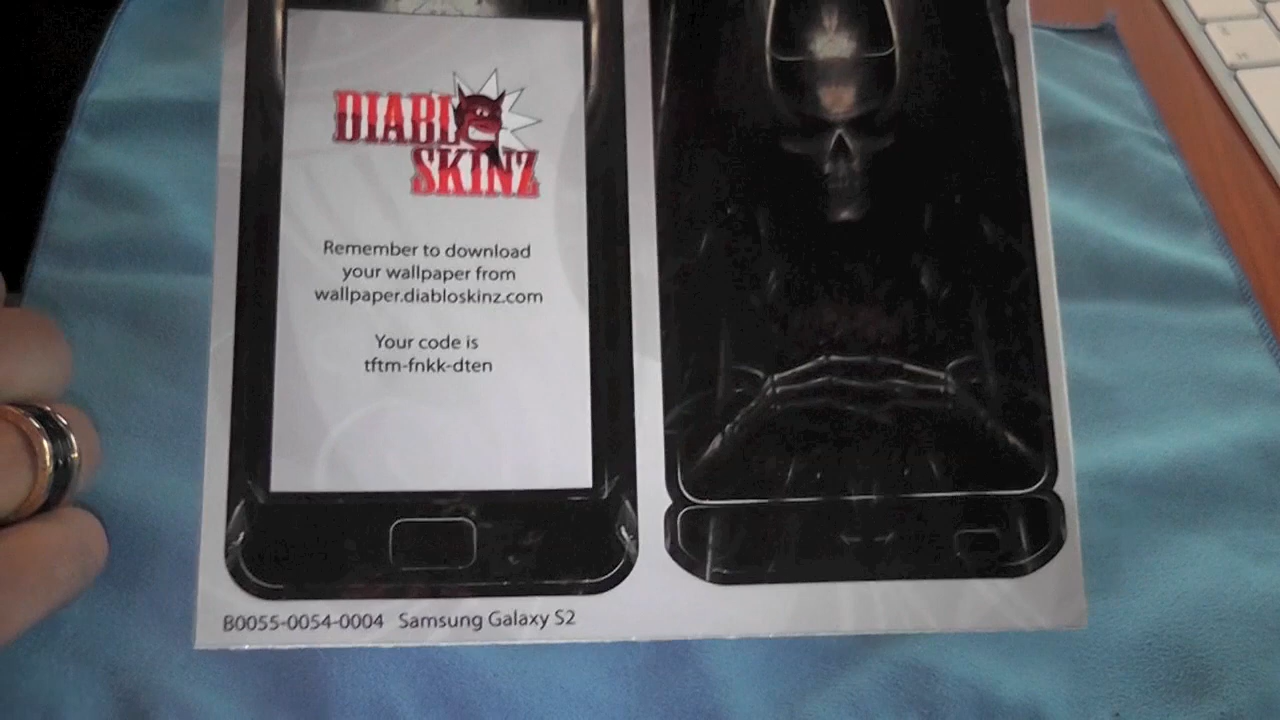 DIABLO
SKINZ
Remember to download
your wallpaper from
wallpaper.diabloskinz.com
Your code is
tftm-fnkk-dten
B0055-0054-0004 Samsung Galaxy S2